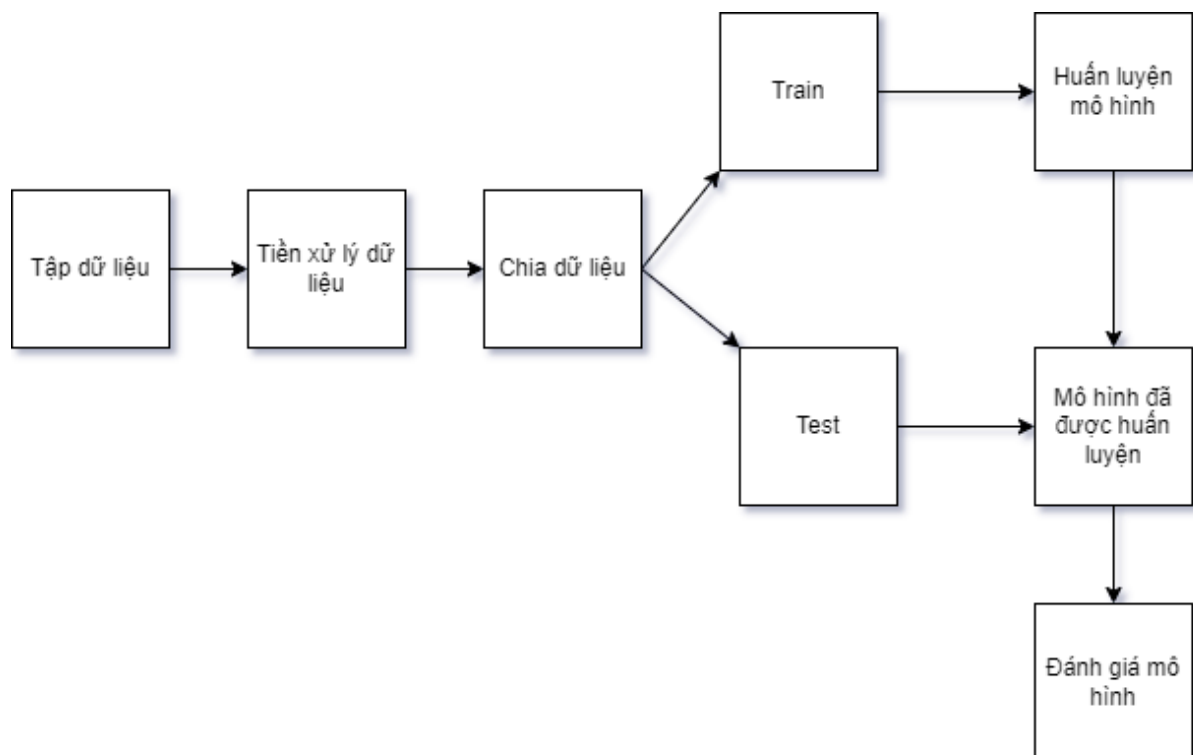 Train
Huấn luyện
mô hình
Tập dữ liệu
Tiền xử lý dữ
liệu
Chia dữ liệu
Test
Mô hình đã
được huấn
luyện
Đánh giá mô
hình